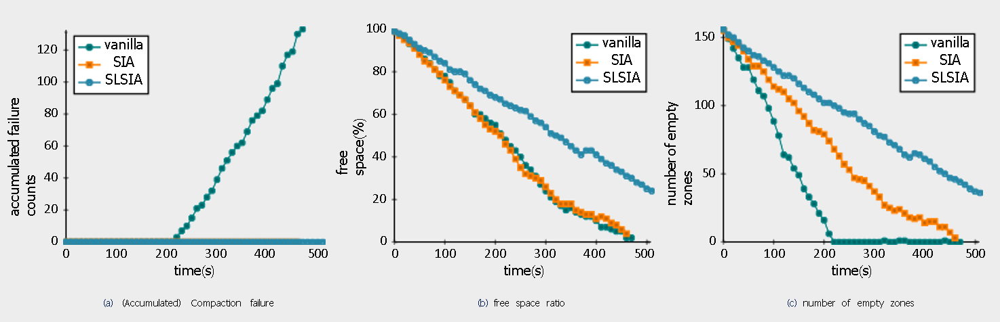 accumulated failure
counts
120
100
80
60
40
20
0
vanilla
SIA
SLSIA
0 100 200 300 400 500
time(s)
(a) (Accumulated) Compaction failure
free
space(%)
100
80
60
40
20
0
vanilla
SIA
SLSIA
0 100 200 300 400 500
time(s)
(b) free space ratio
number of empty
zones
150
100
50
0
vanilla
SIA
SLSIA
0 100 200 300 400 500
time(s)
(c) number of empty zones